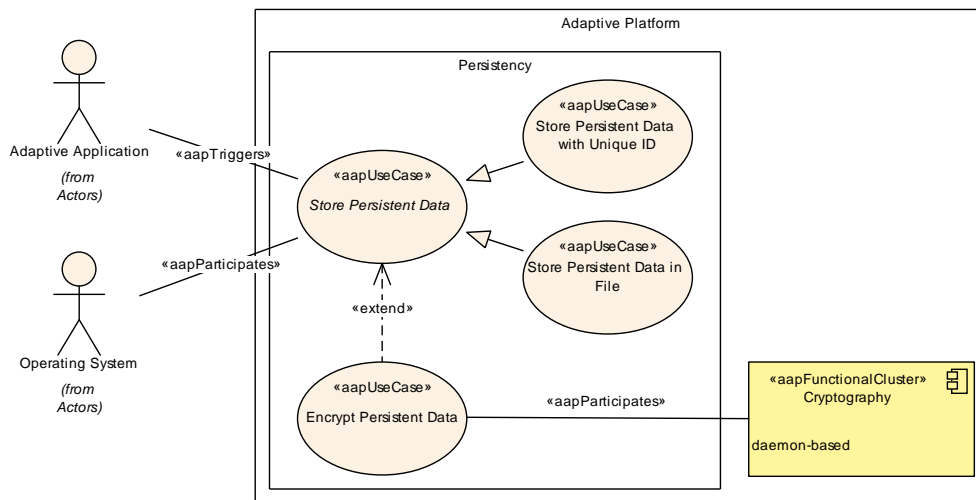 Adaptive Platform
Persistency
«aapUseCase»
Store Persistent Data
with Unique ID
Adaptive Application
(from
Actors)
«aapTriggers»
«aapUseCase»
Store Persistent Data
«aapUseCase»
Store Persistent Data in
File
«aapParticipates»
Operating System
(from
Actors)
«extend»
«aapUseCase»
Encrypt Persistent Data
«aapParticipates»
«aapFunctionalCluster»
Cryptography
daemon-based